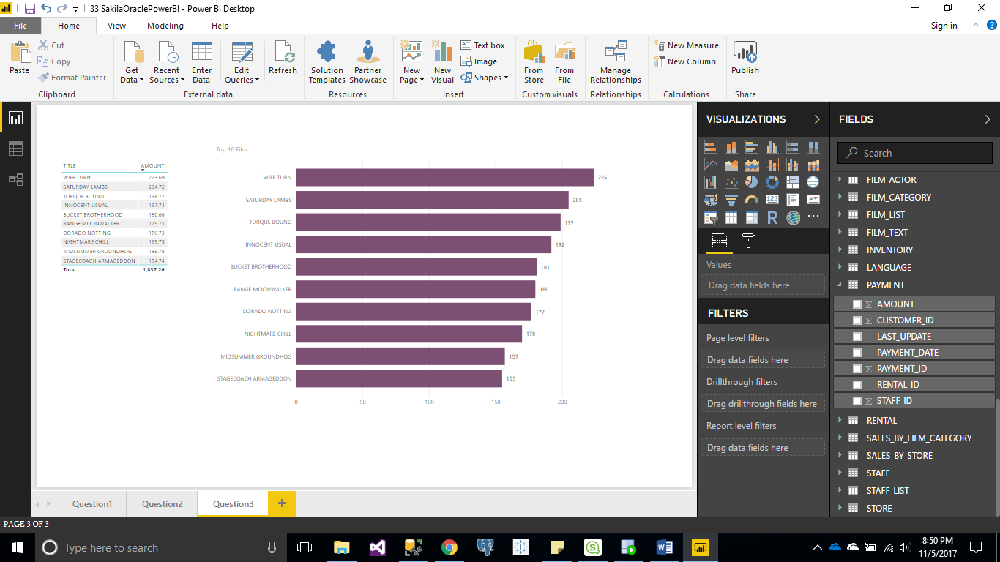 33 SakilaOraclePowerBI - Power BI Desktop
File Home View Modeling Help Sign in
Paste
Cut
Copy
Format Painter
Clipboard
Get Data
Recent Sources
Enter Data
Edit Queries
Refresh
External data
Solution Templates
Partner Showcase
Resources
New Page
New Visual
Text box
Image
Shapes
Insert
From Store
From File
Custom visuals
Manage Relationships
Relationships
New Measure
New Column
Calculations
Publish
Share
TITLE AMOUNT
WIFE TURN 223.69
SATURDAY LAMBS 204.72
TORQUE BOUND 198.72
INNOCENT USUAL 191.74
BUCKET BROTHERHOOD 180.66
RANGE MOONWALKER 179.73
DORADO NOTTING 176.73
NIGHTMARE CHILL 169.75
MIDSUMMER GROUNDHOG 156.78
STAGECOACH ARMAGEDDON 154.74
Total 1,837.26
Top 10 Film
WIFE TURN 224
SATURDAY LAMBS 205
TORQUE BOUND 199
INNOCENT USUAL 192
BUCKET BROTHERHOOD 181
RANGE MOONWALKER 180
DORADO NOTTING 177
NIGHTMARE CHILL 170
MIDSUMMER GROUNDHOG 157
STAGECOACH ARMAGEDDON 155
0 50 100 150 200
VISUALIZATIONS
123
R
Values
Drag data fields here
FILTERS
Page level filters
Drag data fields here
Drillthrough filters
Drag drillthrough fields here
Report level filters
Drag data fields here
FIELDS
Search
FILM_ACTOR
FILM_CATEGORY
FILM_LIST
FILM_TEXT
INVENTORY
LANGUAGE
PAYMENT
Σ AMOUNT
Σ CUSTOMER_ID
LAST_UPDATE
PAYMENT_DATE
Σ PAYMENT_ID
RENTAL_ID
Σ STAFF_ID
RENTAL
SALES_BY_FILM_CATEGORY
SALES_BY_STORE
STAFF
STAFF_LIST
STORE
Question1 Question2 Question3 +
PAGE 3 OF 3
Type here to search
8:50 PM
11/5/2017